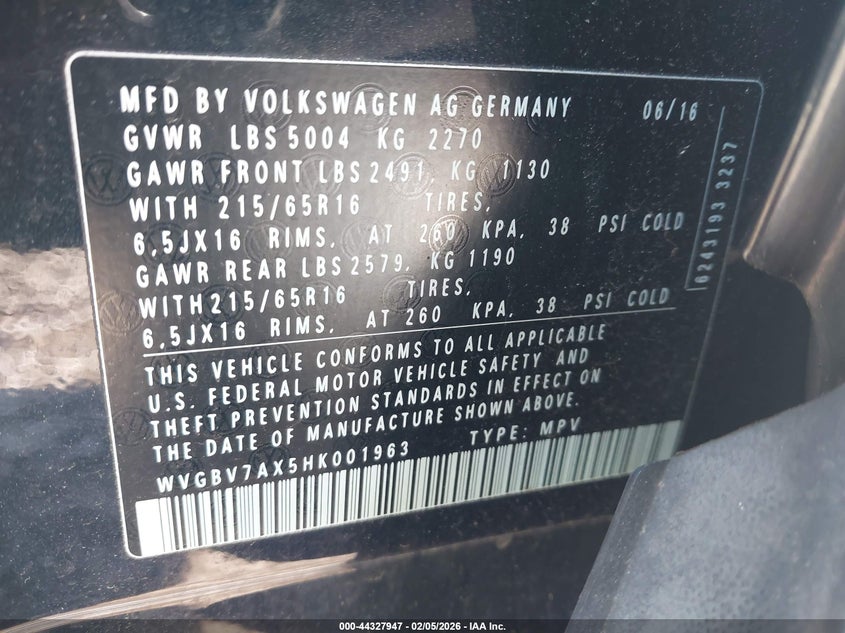 MFD BY VOLKSWAGEN AG GERMANY 06/16
GVWR LBS 5004 KG 2270
GAWR FRONT LBS 2491, KG 1130
WITH 215/65R16 TIRES,
6,5JX16 RIMS, AT 260 KPA, 38 PSI COLD
GAWR REAR LBS 2579, KG 1190
WITH 215/65R16 TIRES,
6,5JX16 RIMS, AT 260 KPA, 38 PSI COLD
6243193 3237
THIS VEHICLE CONFORMS TO ALL APPLICABLE
U.S. FEDERAL MOTOR VEHICLE SAFETY AND
THEFT PREVENTION STANDARDS IN EFFECT ON
THE DATE OF MANUFACTURE SHOWN ABOVE.
WVGBV7AX5HK001963 TYPE: MPV
000-44327947 - 02/05/2026 - IAA Inc.